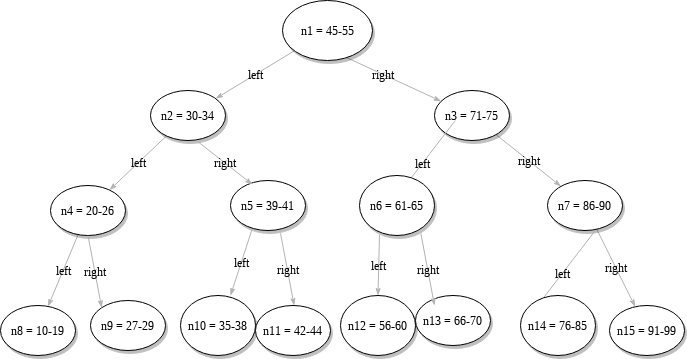 n1 = 45-55
left
right
n2 = 30-34
n3 = 71-75
left
right
left
right
n4 = 20-26
n5 = 39-41
n6 = 61-65
n7 = 86-90
left
right
left
right
left
right
left
right
n8 = 10-19
n9 = 27-29
n10 = 35-38
n11 = 42-44
n12 = 56-60
n13 = 66-70
n14 = 76-85
n15 = 91-99